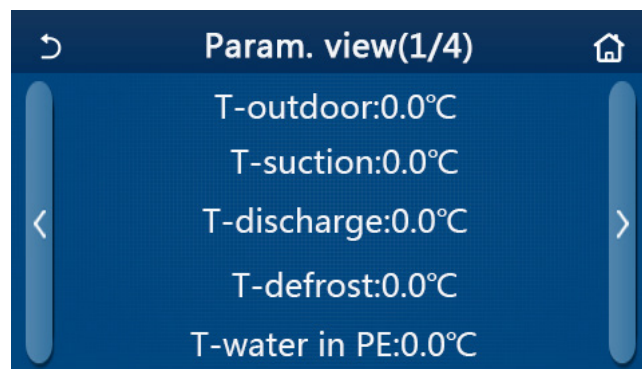 Param. view(1/4)
T-outdoor:0.0℃
T-suction:0.0℃
T-discharge:0.0℃
T-defrost:0.0℃
T-water in PE:0.0℃